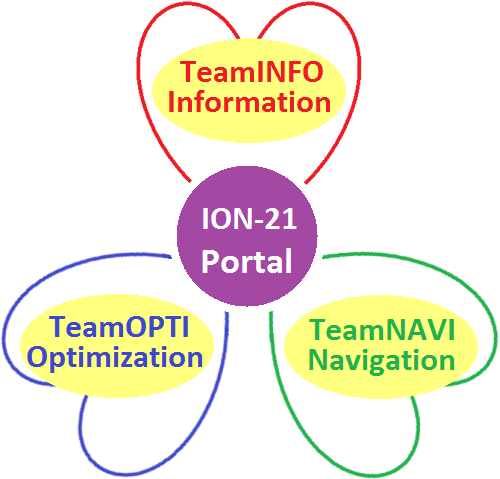 TeamINFO
Information
ION-21
Portal
TeamOPTI
Optimization
TeamNAVI
Navigation